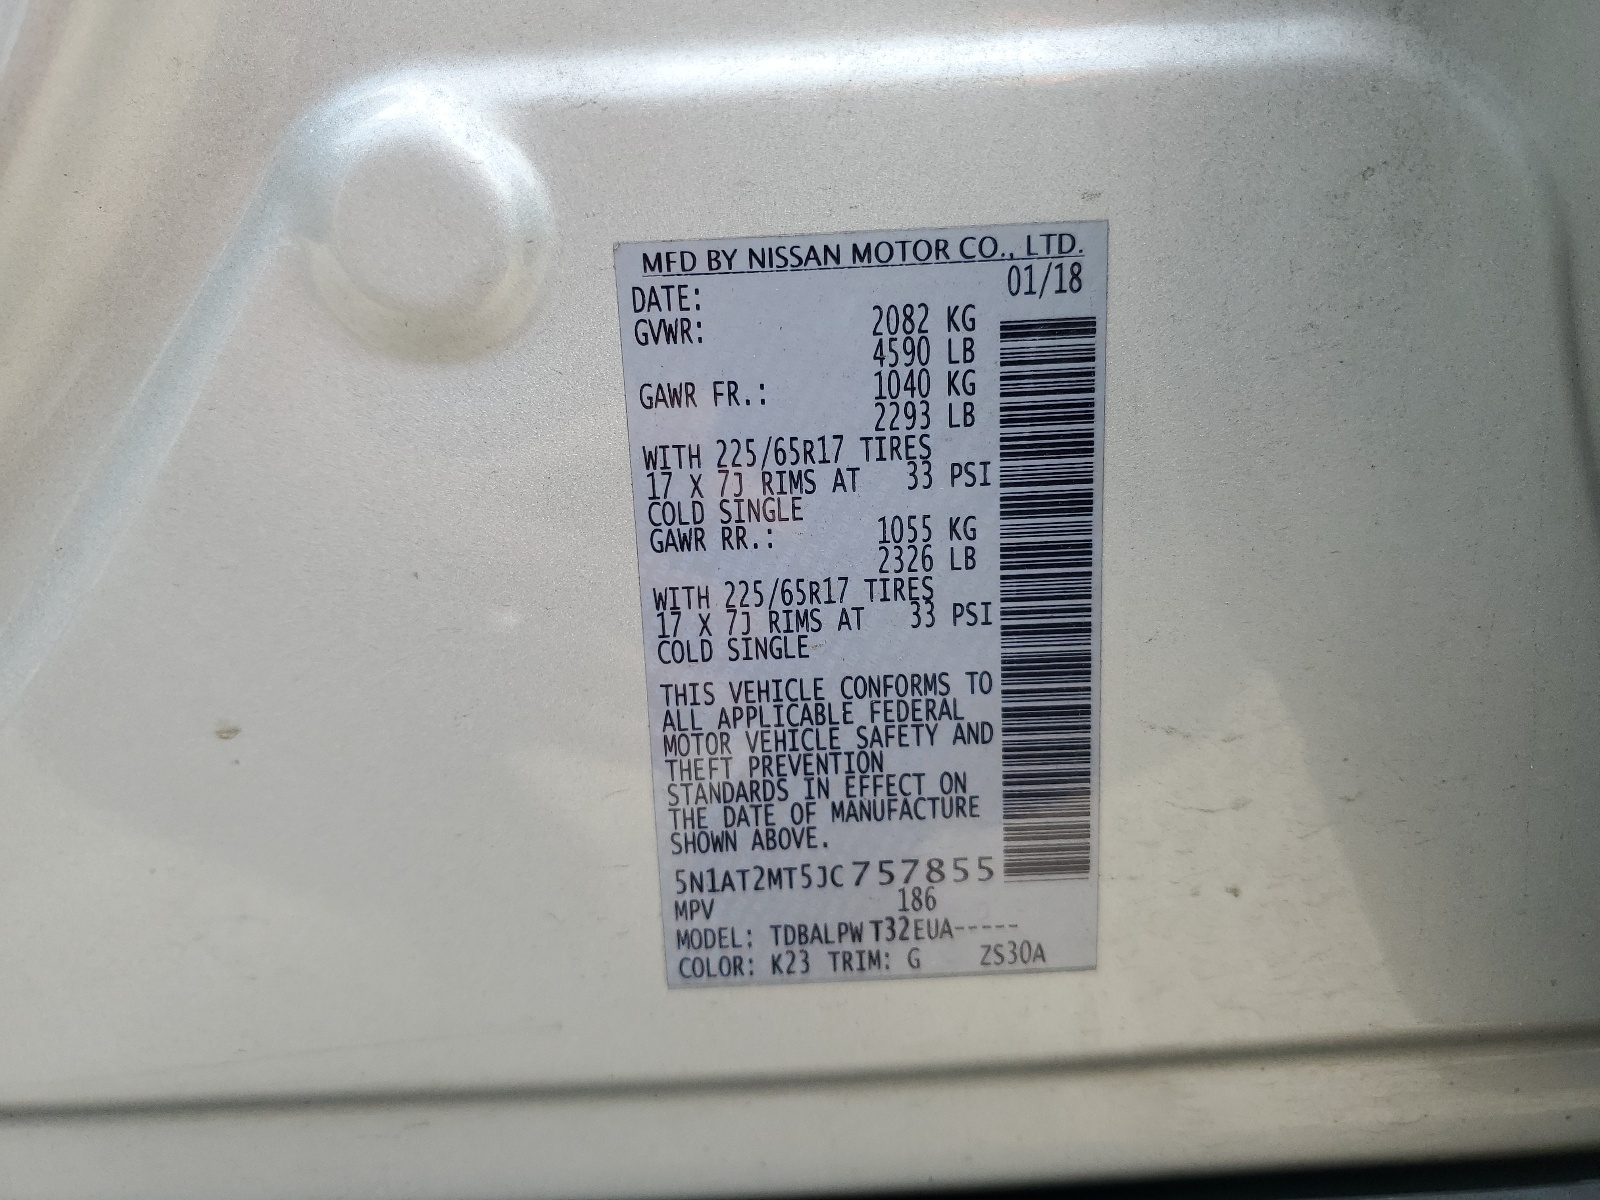 MFD BY NISSAN MOTOR CO., LTD.
DATE: 01/18
GVWR: 2082 KG
4590 LB
GAWR FR.: 1040 KG
2293 LB
WITH 225/65R17 TIRES
17 X 7J RIMS AT 33 PSI
COLD SINGLE
GAWR RR.: 1055 KG
2326 LB
WITH 225/65R17 TIRES
17 X 7J RIMS AT 33 PSI
COLD SINGLE
THIS VEHICLE CONFORMS TO
ALL APPLICABLE FEDERAL
MOTOR VEHICLE SAFETY AND
THEFT PREVENTION
STANDARDS IN EFFECT ON
THE DATE OF MANUFACTURE
SHOWN ABOVE.
5N1AT2MT5JC757855
MPV 186
MODEL: TDBALPW T32EUA-----
COLOR: K23 TRIM: G ZS30A